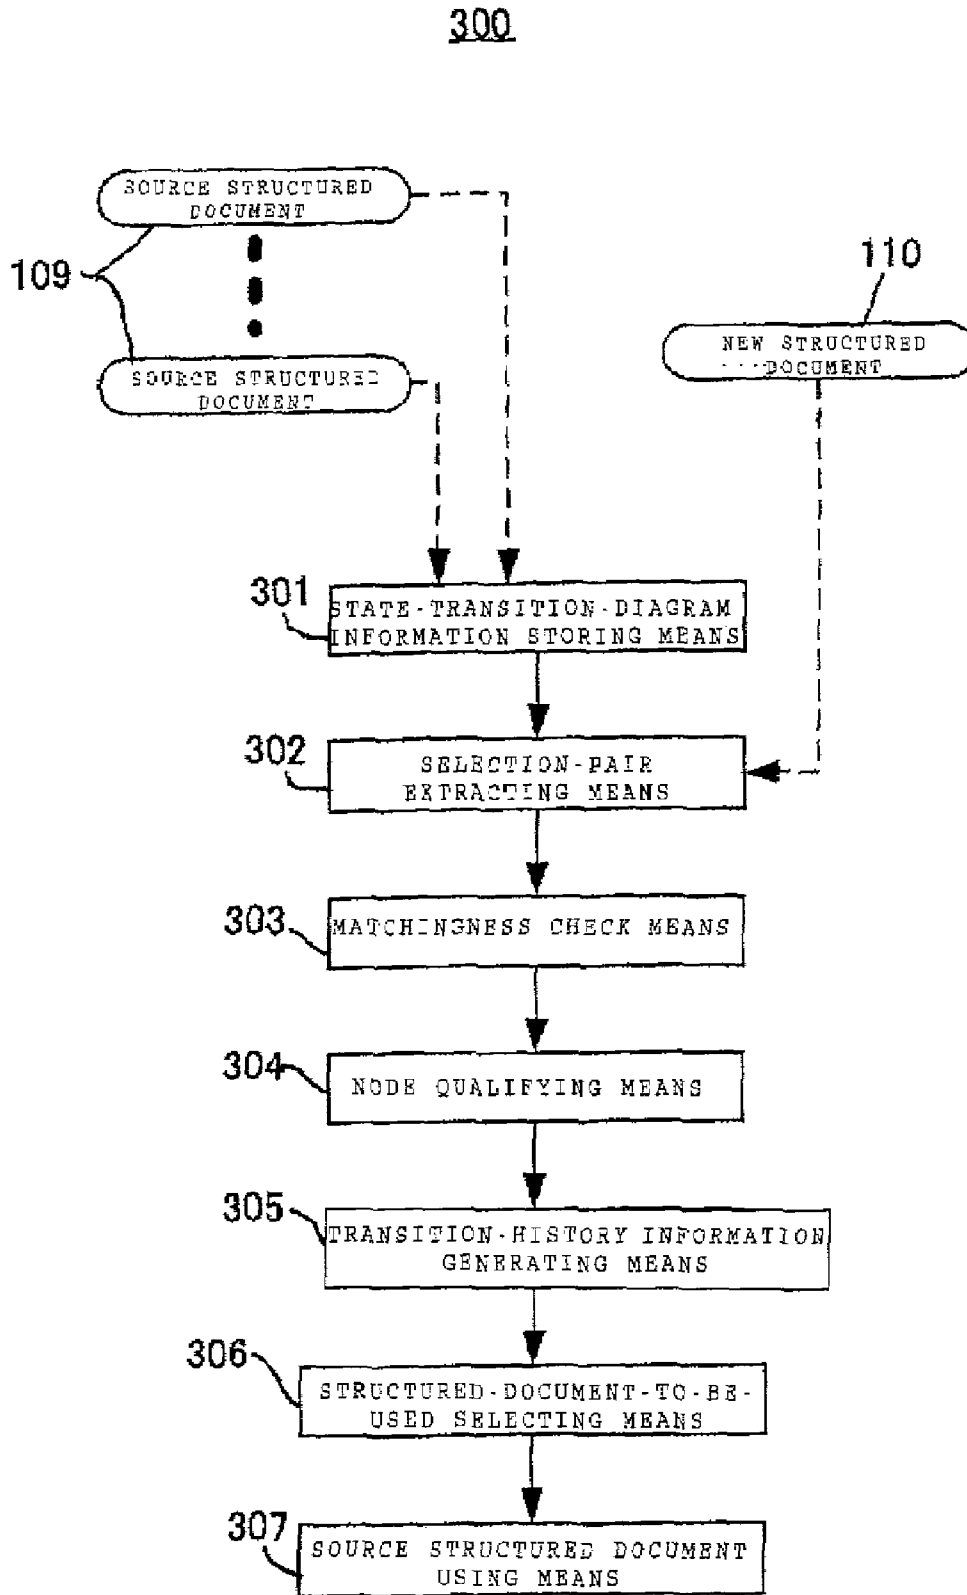 300
SOURCE STRUCTURED
DOCUMENT
109
110
NEW STRUCTURED
DOCUMENT
SOURCE STRUCTURED
DOCUMENT
301
STATE-TRANSITION-DIAGRAM
INFORMATION STORING MEANS
302
SELECTION-PAIR
EXTRACTING MEANS
303
MATCHINGNESS CHECK MEANS
304
NODE QUALIFYING MEANS
305
TRANSITION-HISTORY INFORMATION
GENERATING MEANS
306
STRUCTURED-DOCUMENT-TO-BE-
USED SELECTING MEANS
307
SOURCE STRUCTURED DOCUMENT
USING MEANS